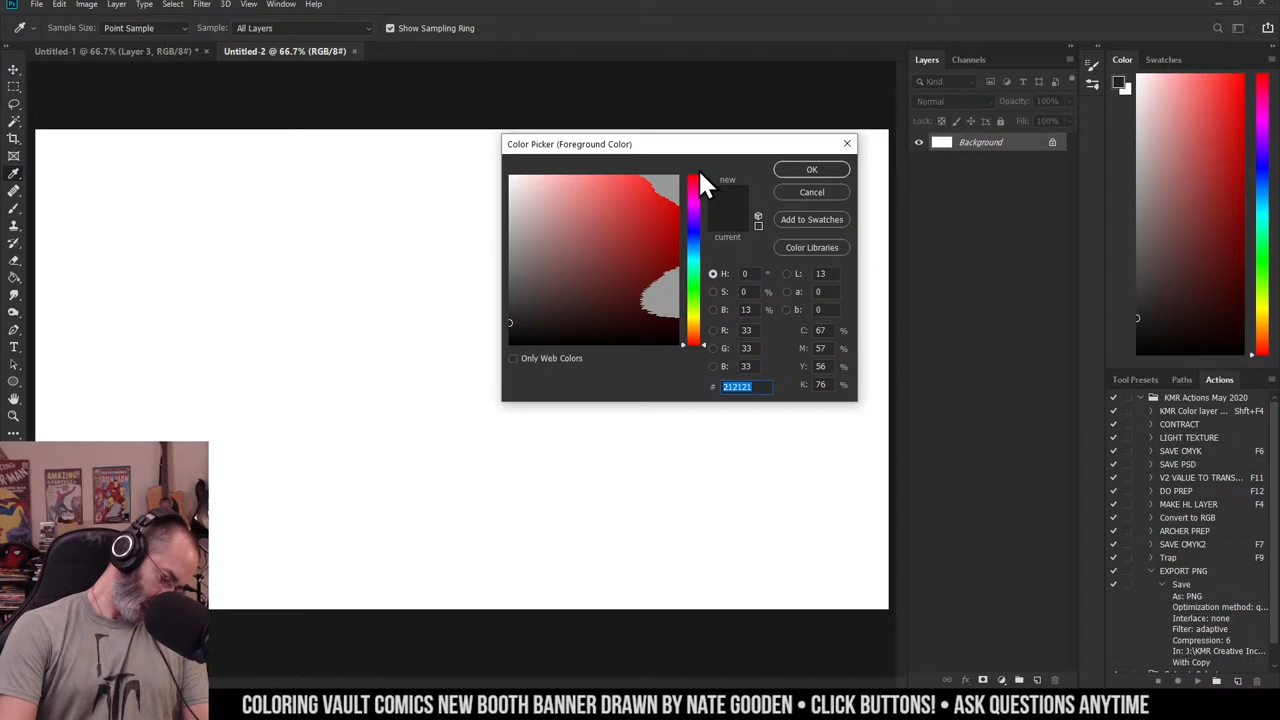 Ps File Edit Image Layer Type Select Filter 3D View Window Help
Sample Size: Point Sample Sample: All Layers Show Sampling Ring
Untitled-1 @ 66.7% (Layer 3, RGB/8#) * × Untitled-2 @ 66.7% (RGB/8#) ×
Layers Channels
Kind
Normal Opacity: 100%
Lock: Fill: 100%
Background
Color Swatches
Color Picker (Foreground Color)
new
current
OK
Cancel
Add to Swatches
Color Libraries
H: 0 ° L: 13
S: 0 % a: 0
B: 13 % b: 0
R: 33 C: 67 %
G: 33 M: 57 %
B: 33 Y: 56 %
# 212121 K: 76 %
Only Web Colors
Tool Presets Paths Actions
KMR Actions May 2020
KMR Color layer ... Shft+F4
CONTRACT
LIGHT TEXTURE
SAVE CMYK F6
SAVE PSD
V2 VALUE TO TRANS... F11
DO PREP F12
MAKE HL LAYER F4
Convert to RGB
ARCHER PREP
SAVE CMYK2 F7
Trap F9
EXPORT PNG
Save
As: PNG
Optimization method: q...
Interlace: none
Filter: adaptive
Compression: 6
In: J:\KMR Creative Inc...
With Copy
COLORING VAULT COMICS NEW BOOTH BANNER DRAWN BY NATE GOODEN • CLICK BUTTONS! • ASK QUESTIONS ANYTIME